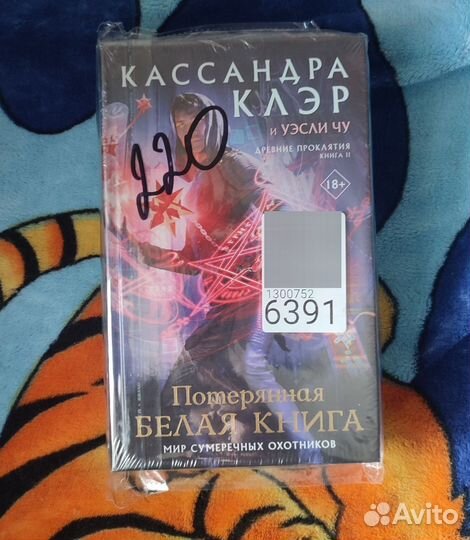 КАССАНДРА
КЛЭР
и УЭСЛИ ЧУ
ДРЕВНИЕ ПРОКЛЯТИЯ
КНИГА II
18+
220
1300752
6391
Потерянная
БЕЛАЯ КНИГА
МИР СУМЕРЕЧНЫХ ОХОТНИКОВ
Avito